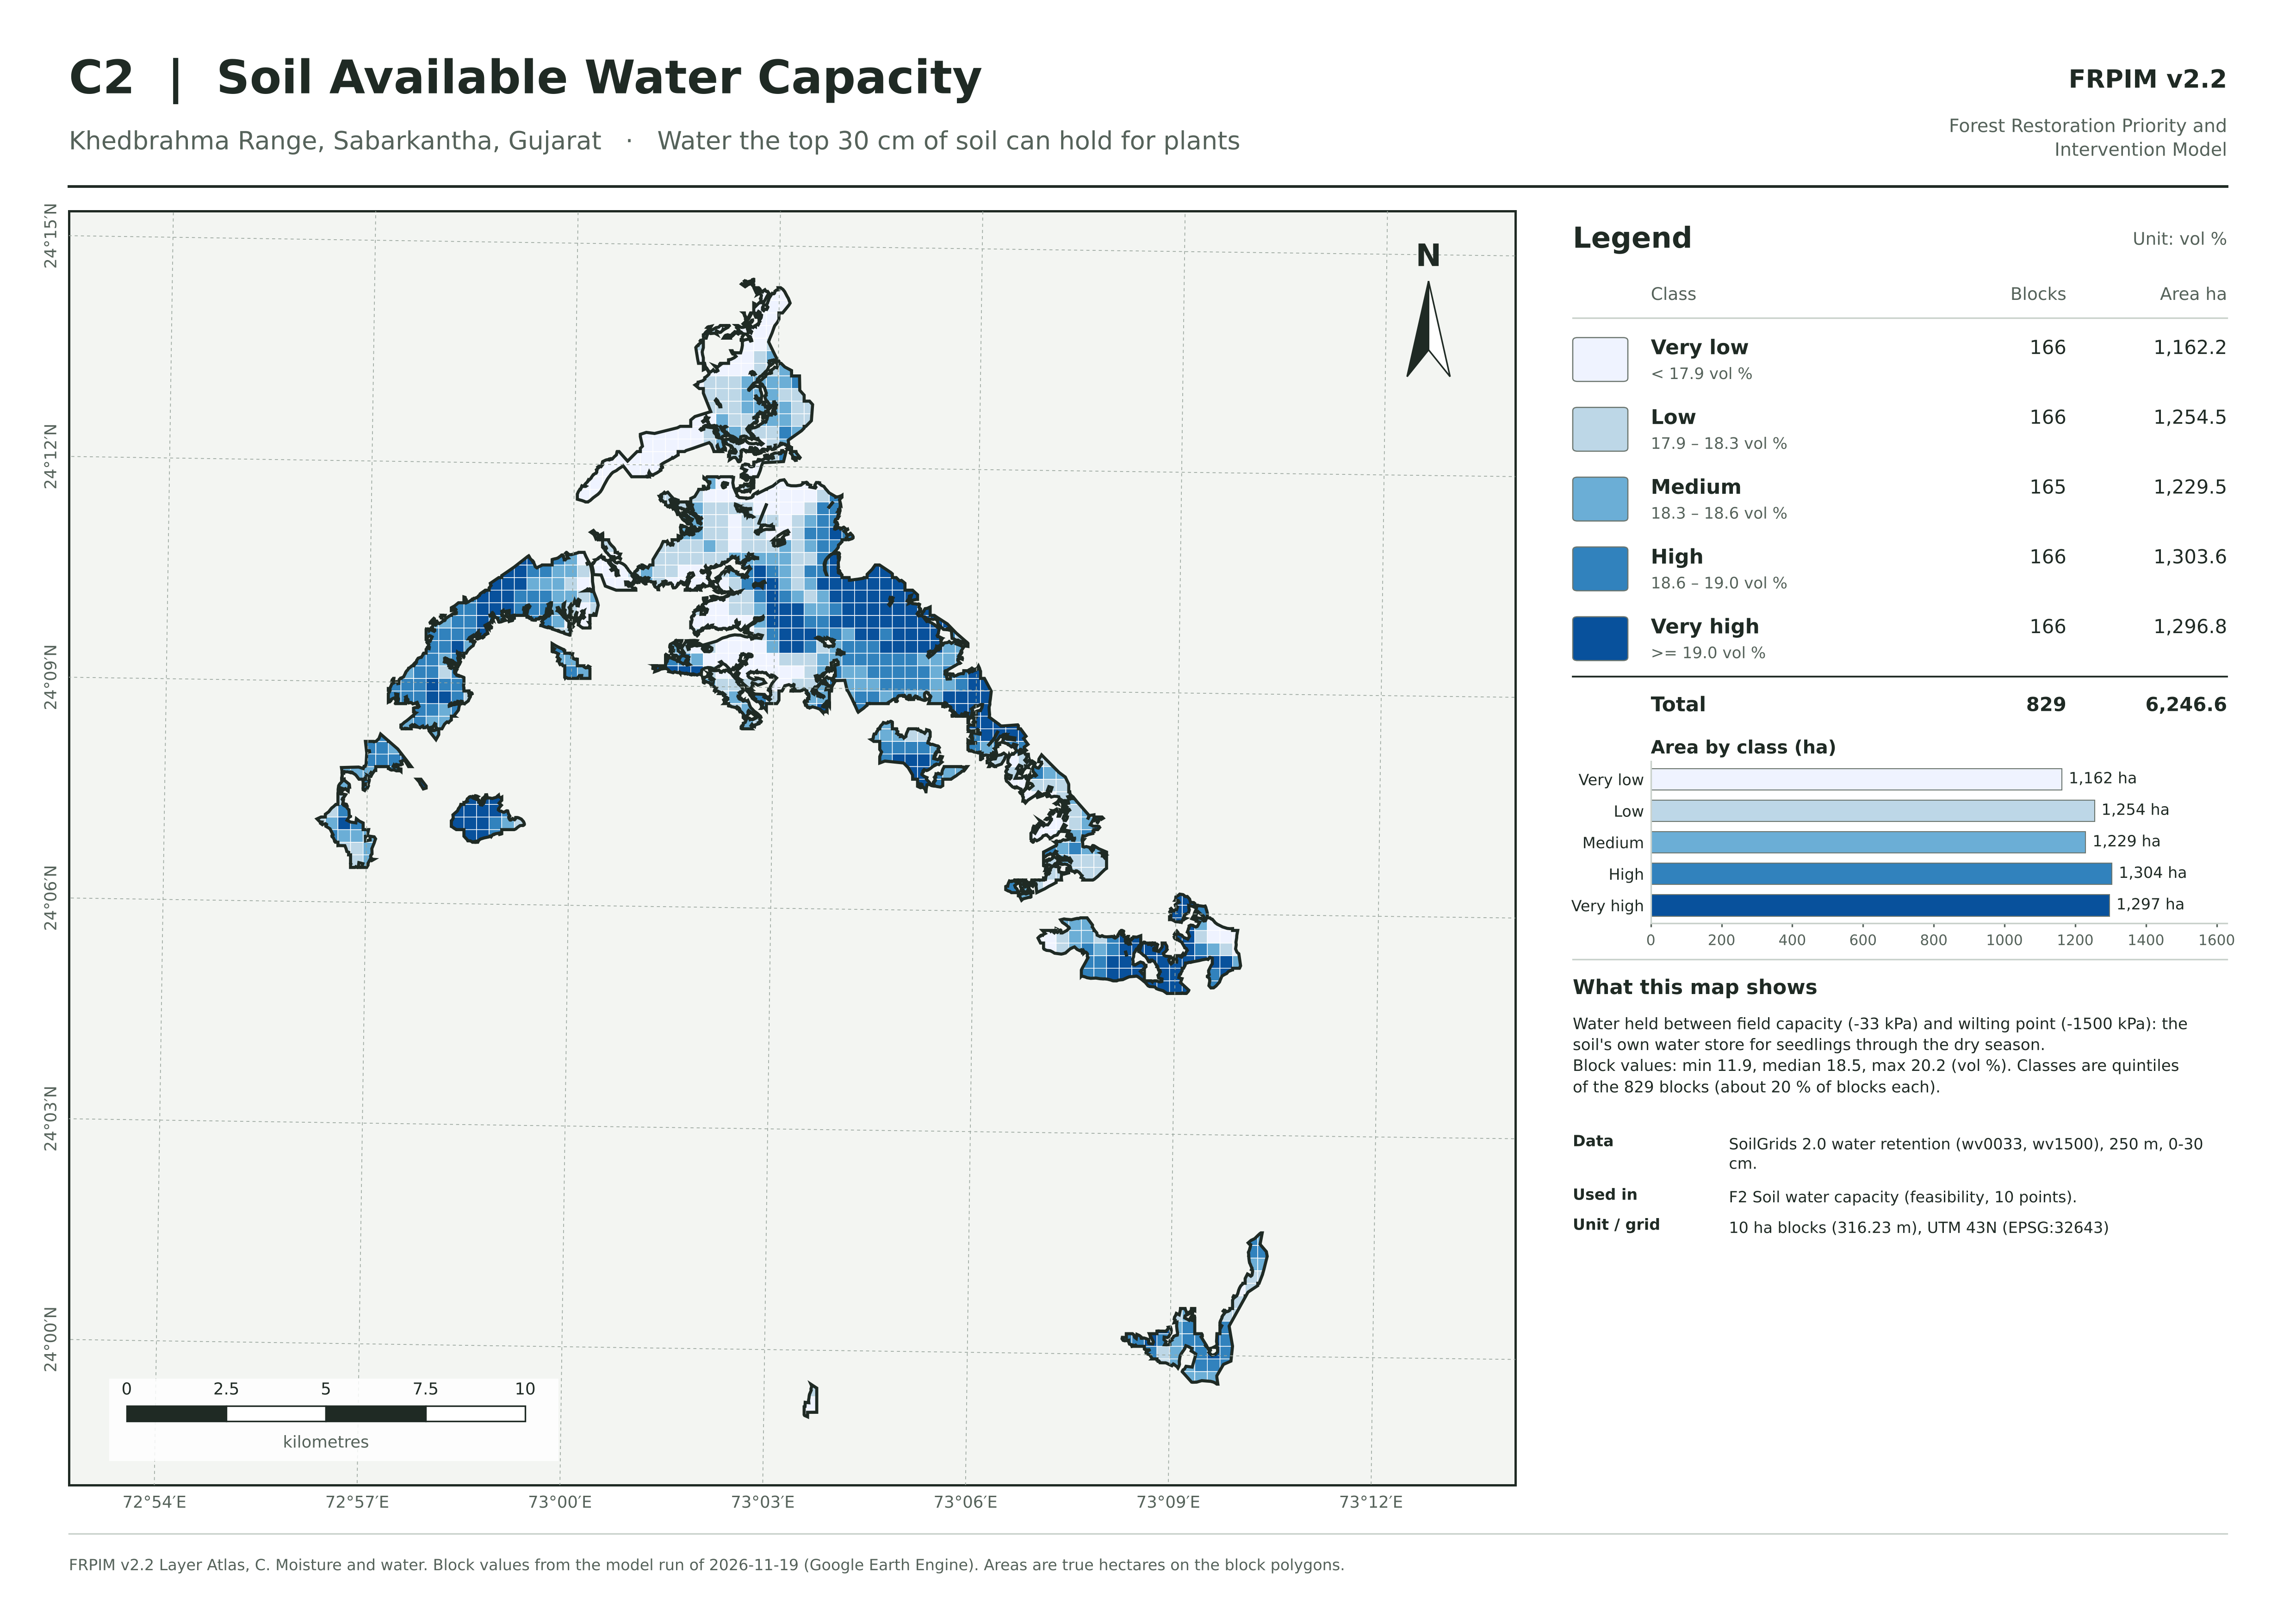 C2 | Soil Available Water Capacity
FRPIM v2.2
Khedbrahma Range, Sabarkantha, Gujarat · Water the top 30 cm of soil can hold for plants
Forest Restoration Priority and
Intervention Model
24°15′N
24°12′N
24°09′N
24°06′N
24°03′N
24°00′N
N
0 2.5 5 7.5 10
kilometres
72°54′E 72°57′E 73°00′E 73°03′E 73°06′E 73°09′E 73°12′E
Legend
Unit: vol %
Class Blocks Area ha
Very low 166 1,162.2
< 17.9 vol %
Low 166 1,254.5
17.9 – 18.3 vol %
Medium 165 1,229.5
18.3 – 18.6 vol %
High 166 1,303.6
18.6 – 19.0 vol %
Very high 166 1,296.8
>= 19.0 vol %
Total 829 6,246.6
Area by class (ha)
Very low 1,162 ha
Low 1,254 ha
Medium 1,229 ha
High 1,304 ha
Very high 1,297 ha
0 200 400 600 800 1000 1200 1400 1600
What this map shows
Water held between field capacity (-33 kPa) and wilting point (-1500 kPa): the
soil's own water store for seedlings through the dry season.
Block values: min 11.9, median 18.5, max 20.2 (vol %). Classes are quintiles
of the 829 blocks (about 20 % of blocks each).
Data SoilGrids 2.0 water retention (wv0033, wv1500), 250 m, 0-30
cm.
Used in F2 Soil water capacity (feasibility, 10 points).
Unit / grid 10 ha blocks (316.23 m), UTM 43N (EPSG:32643)
FRPIM v2.2 Layer Atlas, C. Moisture and water. Block values from the model run of 2026-11-19 (Google Earth Engine). Areas are true hectares on the block polygons.